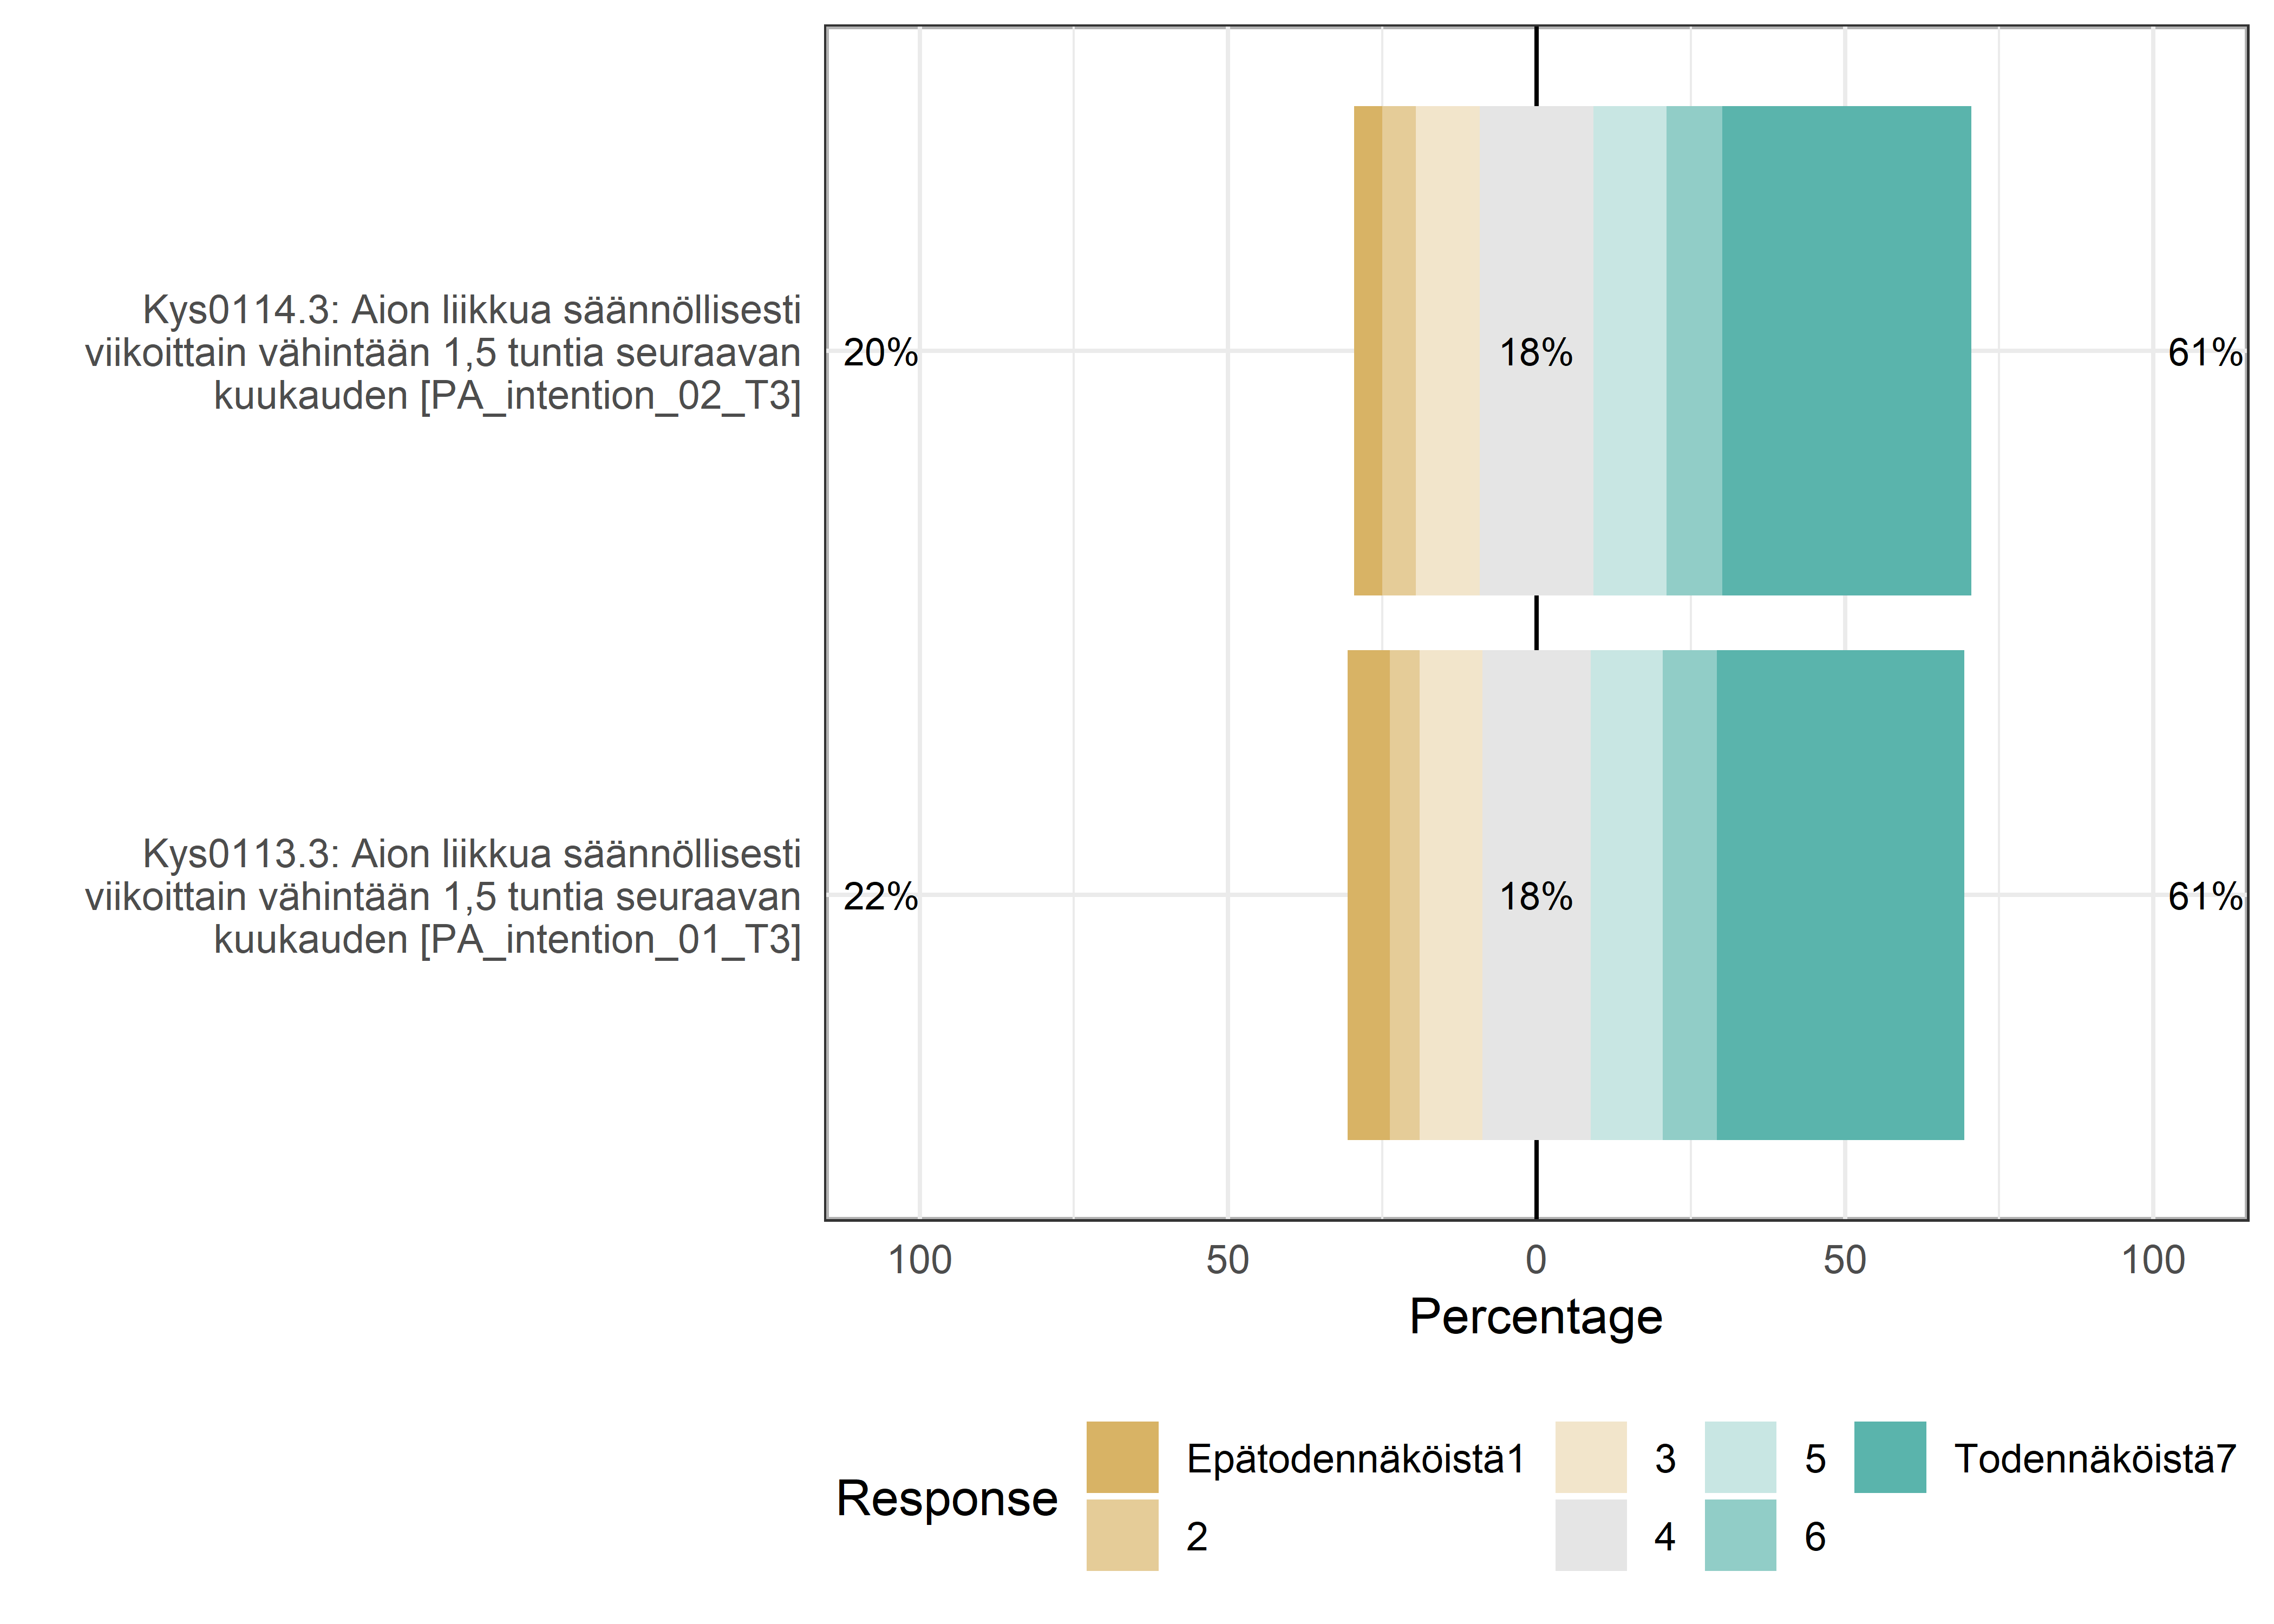 Kys0114.3: Aion liikkua säännöllisesti
viikoittain vähintään 1,5 tuntia seuraavan
kuukauden [PA_intention_02_T3]
20%
18%
61%
Kys0113.3: Aion liikkua säännöllisesti
viikoittain vähintään 1,5 tuntia seuraavan
kuukauden [PA_intention_01_T3]
22%
18%
61%
100 50 0 50 100
Percentage
Response
Epätodennäköistä1 3 5 Todennäköistä7
2 4 6